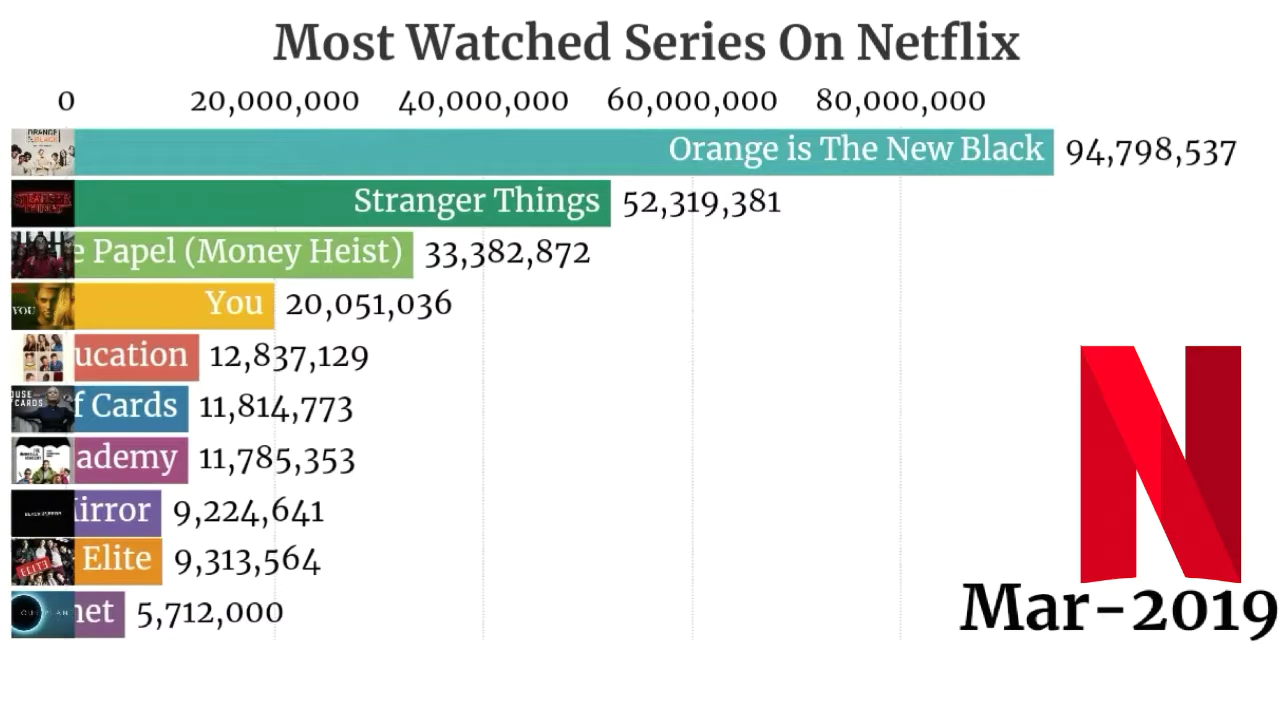 Most Watched Series On Netflix
0 20,000,000 40,000,000 60,000,000 80,000,000
Orange is The New Black 94,798,537
Stranger Things 52,319,381
e Papel (Money Heist) 33,382,872
YOU You 20,051,036
ucation 12,837,129
f Cards 11,814,773
ademy 11,785,353
irror 9,224,641
ELITE Elite 9,313,564
net 5,712,000
N
Mar-2019